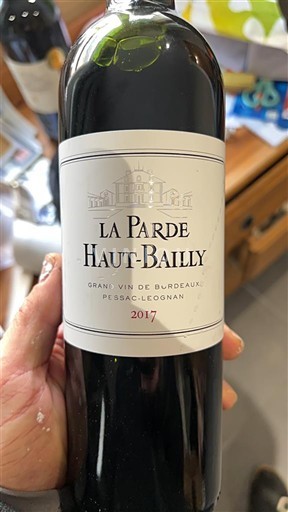 LA PARDE
HAUT-BAILLY
GRAND VIN DE BORDEAUX
PESSAC-LEOGNAN
2017